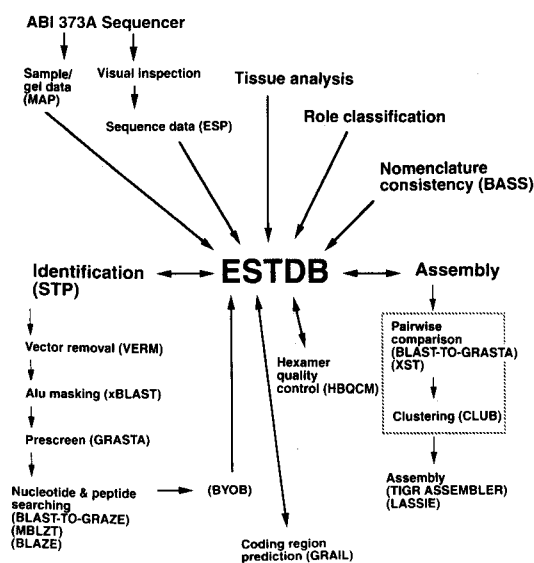 ABI 373A Sequencer
Sample/
gel data
(MAP)
Visual inspection
Sequence data (ESP)
Tissue analysis
Role classification
Nomenclature
consistency (BASS)
ESTDB
Identification
(STP)
Vector removal (VERM)
Alu masking (xBLAST)
Prescreen (GRASTA)
Nucleotide & peptide
searching
(BLAST-TO-GRAZE)
(MBLZT)
(BLAZE)
(BYOB)
Coding region
prediction (GRAIL)
Hexamer
quality
control (HBQCM)
Assembly
Pairwise
comparison
(BLAST-TO-GRASTA)
(XST)
Clustering (CLUB)
Assembly
(TIGR ASSEMBLER)
(LASSIE)